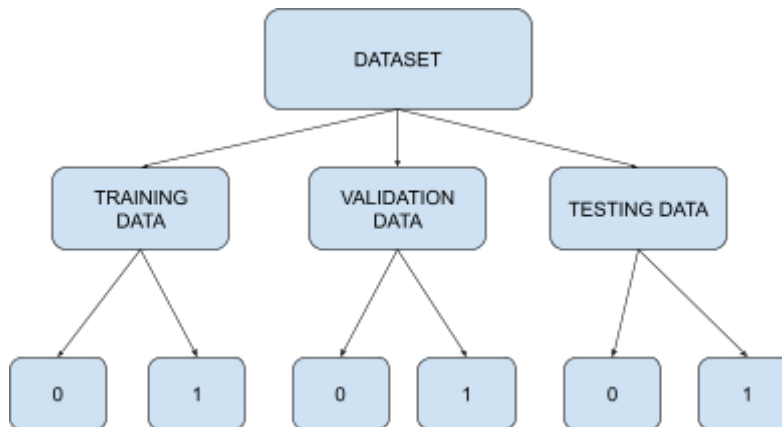 DATASET
TRAINING
DATA
VALIDATION
DATA
TESTING DATA
0
1
0
1
0
1